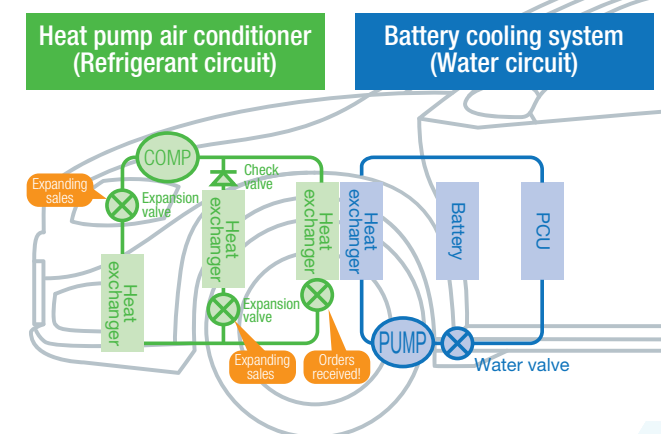 Heat pump air conditioner
(Refrigerant circuit)
Battery cooling system
(Water circuit)
COMP
Check
valve
Expanding
sales
Expansion
valve
Heat
exchanger
Heat
exchanger
Heat
exchanger
Heat
exchanger
Battery
PCU
Expansion
valve
PUMP
Expanding
sales
Orders
received!
Water valve